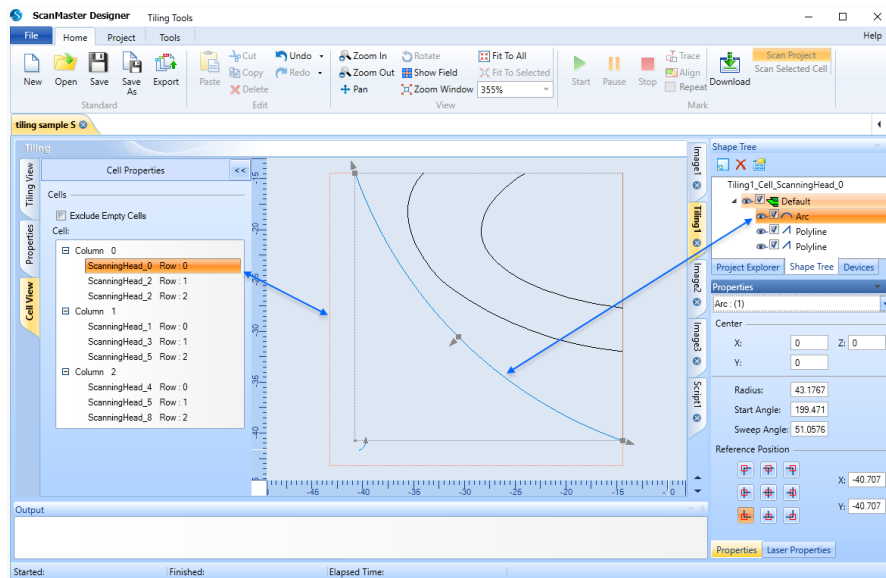 ScanMaster Designer Tiling Tools
File Home Project Tools Help
New Open Save Save As Export
Standard
Paste Cut Copy Delete Undo Redo
Edit
Zoom In Zoom Out Pan Rotate Show Field Zoom Window Fit To All Fit To Selected 355%
View
Start Pause Stop Trace Align Repeat Download
Mark
Scan Project
Scan Selected Cell
tiling sample S
Tiling
Tiling View
Properties
Cell View
Cell Properties <<
Cells
Exclude Empty Cells
Cell:
Column 0
ScanningHead_0 Row : 0
ScanningHead_2 Row : 1
ScanningHead_2 Row : 2
Column 1
ScanningHead_1 Row : 0
ScanningHead_3 Row : 1
ScanningHead_5 Row : 2
Column 2
ScanningHead_4 Row : 0
ScanningHead_5 Row : 1
ScanningHead_8 Row : 2
-15
-20
-30
-35
-40
-45 -40 -35 -30 -25 -20 -15
Image1
Tiling1
Image2
Image3
Script1
Shape Tree
Tiling1_Cell_ScanningHead_0
Default
Arc
Polyline
Polyline
Project Explorer Shape Tree Devices
Properties
Arc : (1)
Center
X: 0 Z: 0
Y: 0
Radius: 43.1767
Start Angle: 199.471
Sweep Angle: 51.0576
Reference Position
X: -40.707
Y: -40.707
Properties Laser Properties
Output
Started: Finished: Elapsed Time: